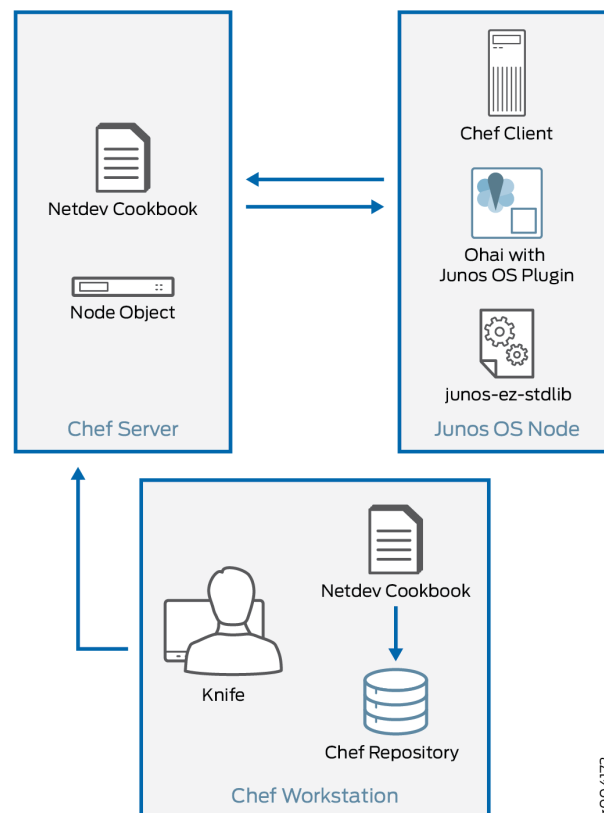 Netdev Cookbook
Node Object
Chef Server
Chef Client
Ohai with
Junos OS Plugin
junos-ez-stdlib
Junos OS Node
Knife
Netdev Cookbook
Chef Repository
Chef Workstation